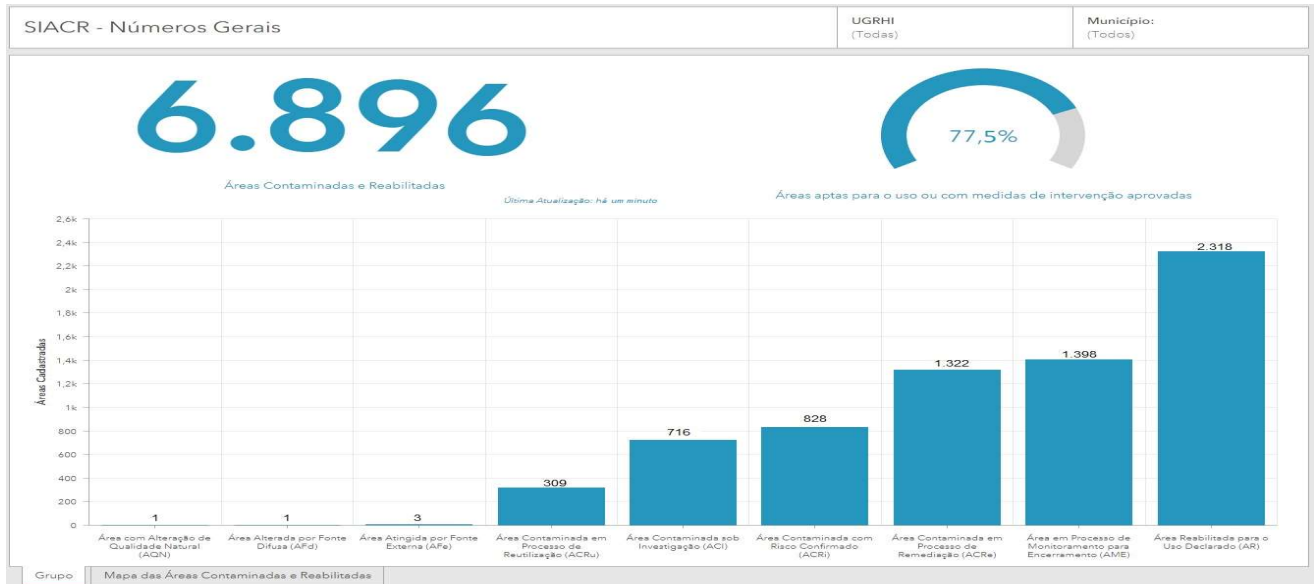 SIACR - Números Gerais
UGRHI
(Todas)
Município:
(Todos)
6.896
Áreas Contaminadas e Reabilitadas
Última Atualização: há um minuto
77,5%
Áreas aptas para o uso ou com medidas de intervenção aprovadas
Áreas Cadastradas
2,6k
2,4k
2,2k
2k
1,8k
1,6k
1,4k
1,2k
1k
800
600
400
200
0
1
1
3
309
716
828
1.322
1.398
2.318
Área com Alteração de
Qualidade Natural
(AQN)
Área Alterada por Fonte
Difusa (AFd)
Área Atingida por Fonte
Externa (AFe)
Área Contaminada em
Processo de
Reutilização (ACRu)
Área Contaminada sob
Investigação (ACI)
Área Contaminada com
Risco Confirmado
(ACRi)
Área Contaminada em
Processo de
Remediação (ACRe)
Área em Processo de
Monitoramento para
Encerramento (AME)
Área Reabilitada para o
Uso Declarado (AR)
Grupo
Mapa das Áreas Contaminadas e Reabilitadas